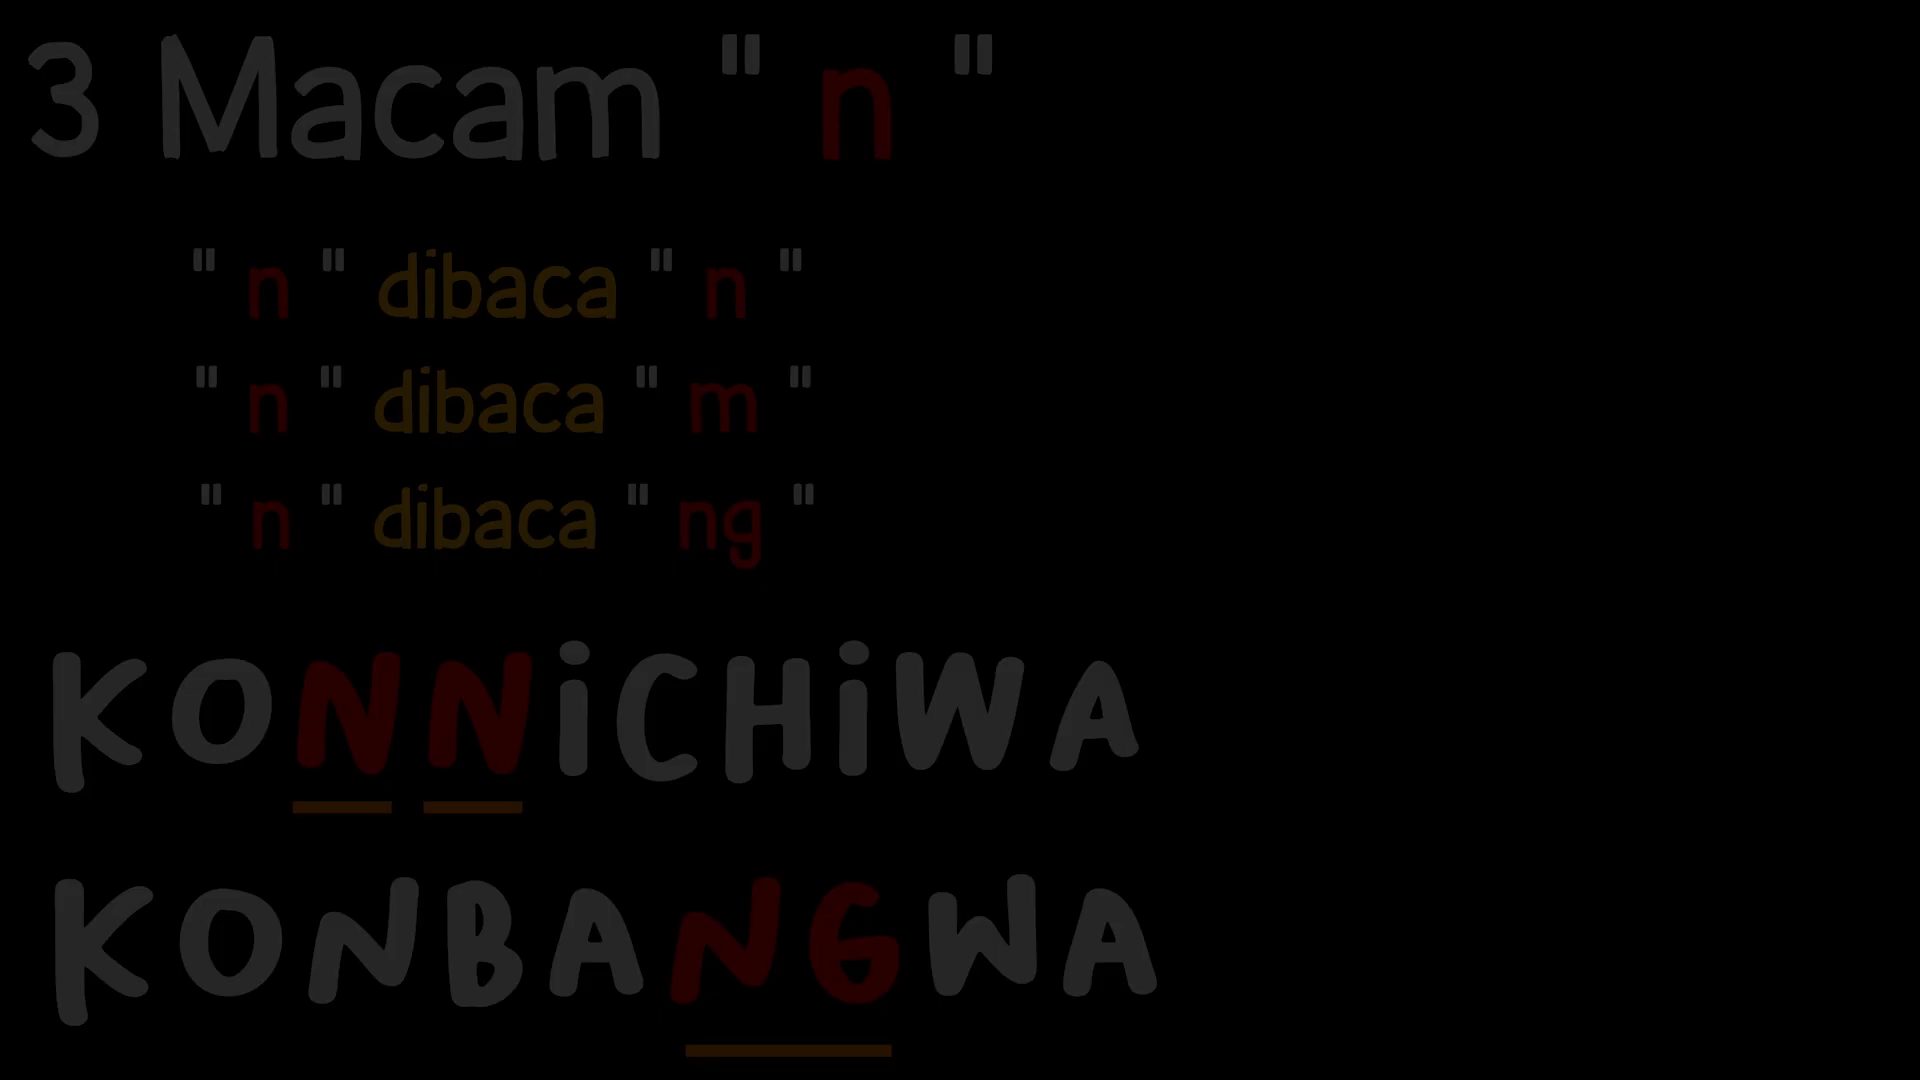 3 Macam " n "
" n " dibaca " n "
" n " dibaca " m "
" n " dibaca " ng "
KONNiCHiWA
KONBANGWA